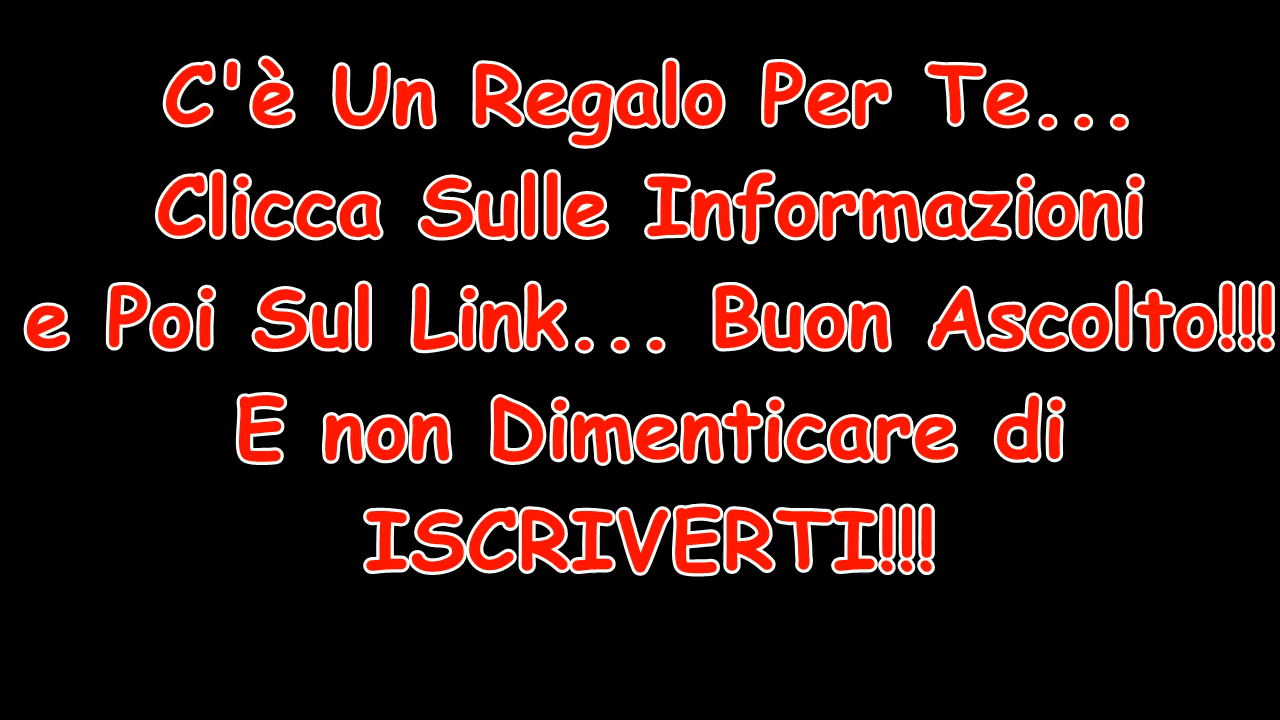 C'è Un Regalo Per Te...
Clicca Sulle Informazioni
e Poi Sul Link... Buon Ascolto!!!
E non Dimenticare di
ISCRIVERTI!!!